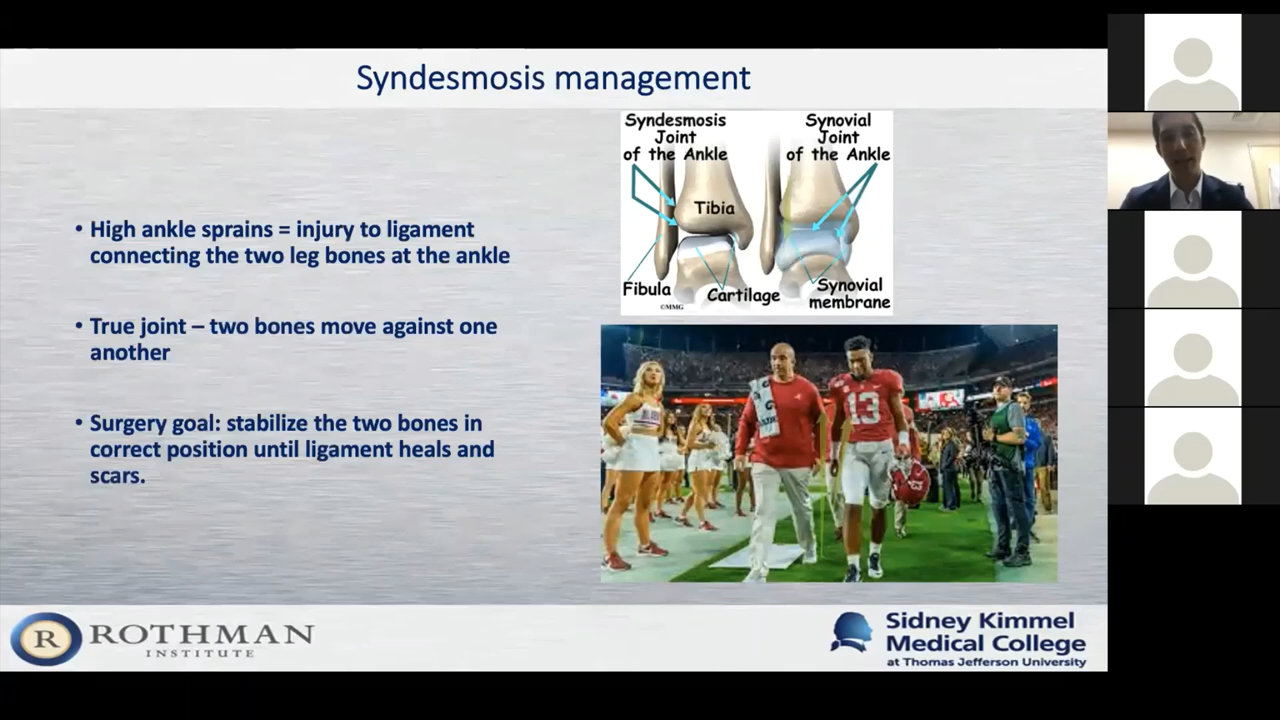 Syndesmosis management
• High ankle sprains = injury to ligament
connecting the two leg bones at the ankle
• True joint – two bones move against one
another
• Surgery goal: stabilize the two bones in
correct position until ligament heals and
scars.
Syndesmosis
Joint
of the Ankle
Synovial
Joint
of the Ankle
Tibia
Fibula
Cartilage
Synovial
membrane
©MMG
13
R
ROTHMAN
INSTITUTE
Sidney Kimmel
Medical College
at Thomas Jefferson University